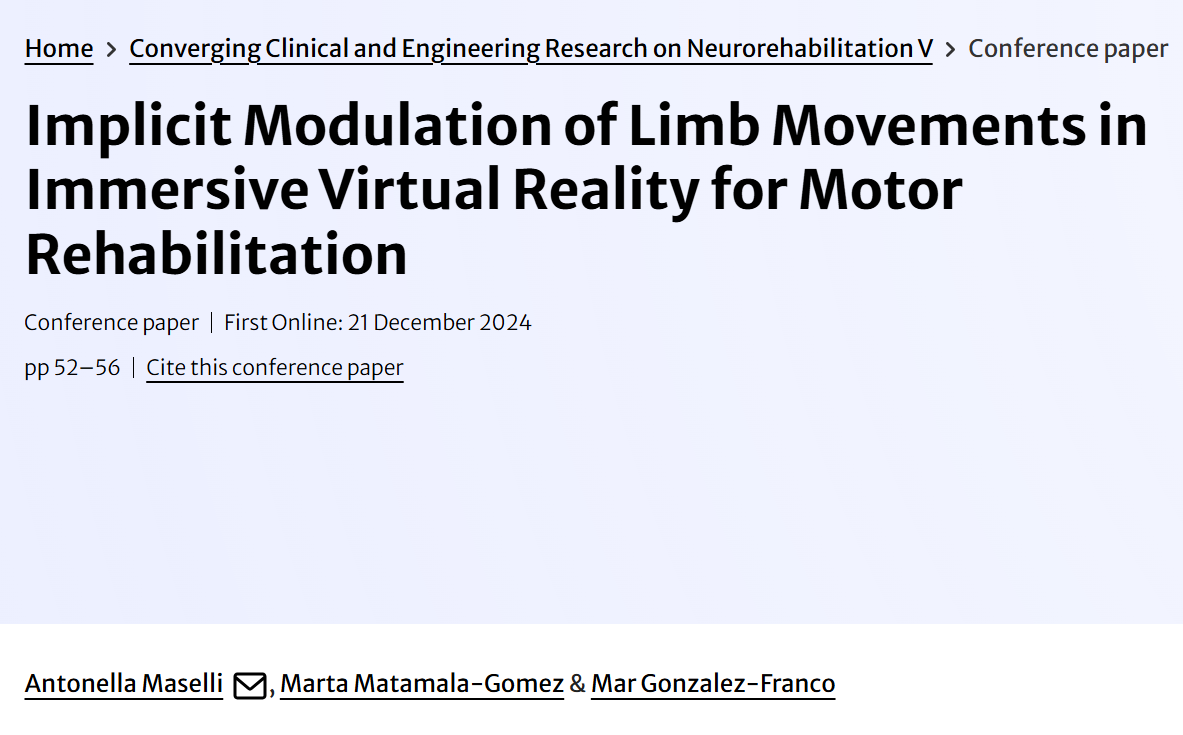 Home > Converging Clinical and Engineering Research on Neurorehabilitation V > Conference paper
Implicit Modulation of Limb Movements in
Immersive Virtual Reality for Motor
Rehabilitation
Conference paper | First Online: 21 December 2024
pp 52–56 | Cite this conference paper
Antonella Maselli, Marta Matamala-Gomez & Mar Gonzalez-Franco